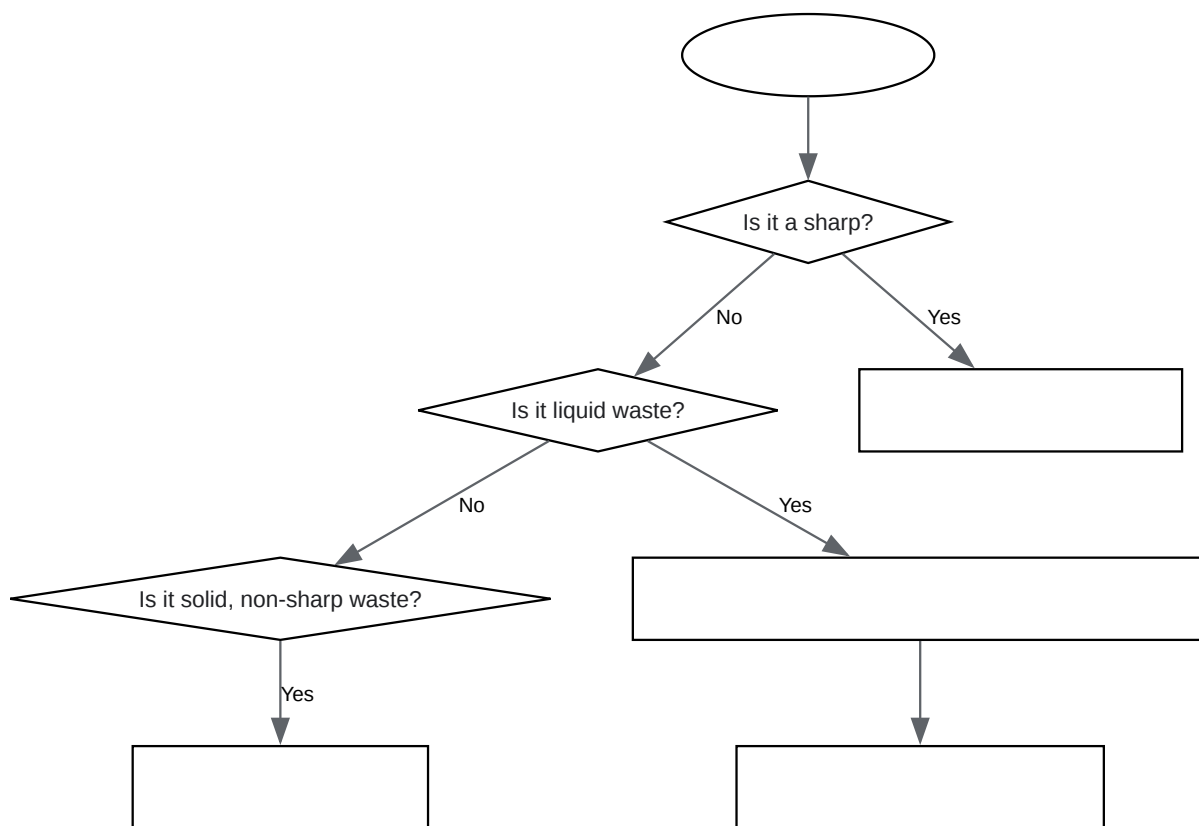 Is it a sharp?
No
Yes
Is it liquid waste?
No
Yes
Is it solid, non-sharp waste?
Yes